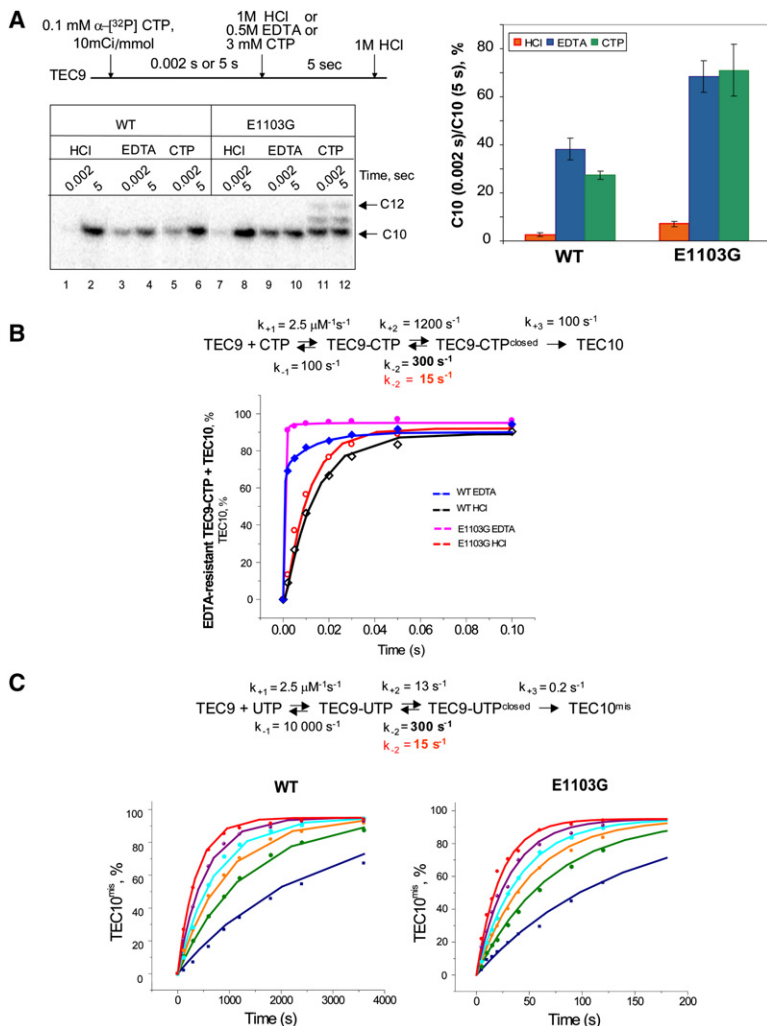 A
0.1 mM α–[³²P] CTP,
10mCi/mmol
1M HCl or
0.5M EDTA or
3 mM CTP
1M HCl
TEC9
0.002 s or 5 s
5 sec
WT
E1103G
HCl EDTA CTP HCl EDTA CTP
0.002 5 0.002 5 0.002 5 0.002 5 0.002 5 0.002 5
Time, sec
C12
C10
1 2 3 4 5 6 7 8 9 10 11 12
HCl EDTA CTP
C10 (0.002 s)/C10 (5 s), %
80
60
40
20
0
WT
E1103G
B
k+1 = 2.5 μM⁻¹s⁻¹ k+2 = 1200 s⁻¹ k+3 = 100 s⁻¹
TEC9 + CTP ⇌ TEC9-CTP ⇌ TEC9-CTPclosed → TEC10
k-1 = 100 s⁻¹
k-2 = 300 s⁻¹
k-2 = 15 s⁻¹
EDTA-resistant TEC9-CTP + TEC10, %
TEC10, %
100
80
60
40
20
0
WT EDTA
WT HCl
E1103G EDTA
E1103G HCl
0.00 0.02 0.04 0.06 0.08 0.10
Time (s)
C
k+1 = 2.5 μM⁻¹s⁻¹ k+2 = 13 s⁻¹ k+3 = 0.2 s⁻¹
TEC9 + UTP ⇌ TEC9-UTP ⇌ TEC9-UTPclosed → TEC10mis
k-1 = 10 000 s⁻¹
k-2 = 300 s⁻¹
k-2 = 15 s⁻¹
WT
TEC10mis, %
100
80
60
40
20
0
0 1000 2000 3000 4000
Time (s)
E1103G
TEC10mis, %
100
80
60
40
20
0
0 50 100 150 200
Time (s)